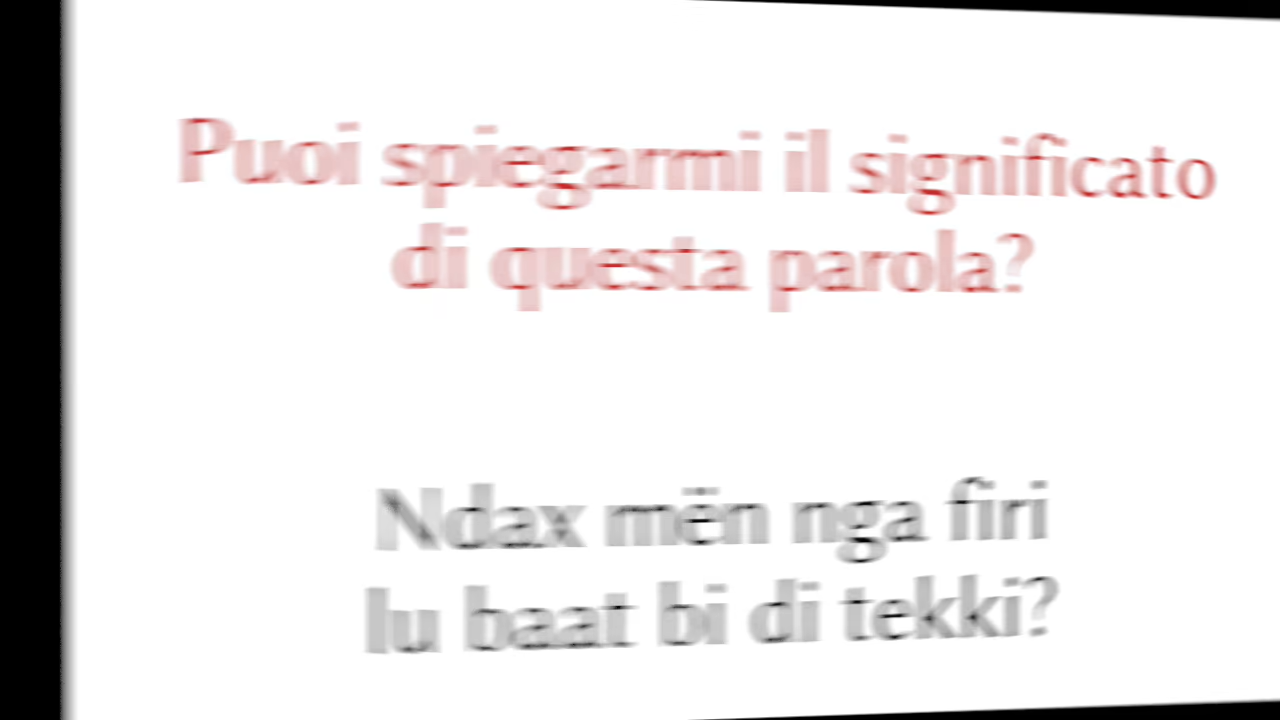 Puoi spiegarmi il significato
di questa parola?
Ndax mën nga firi
lu baat bi di tekki?